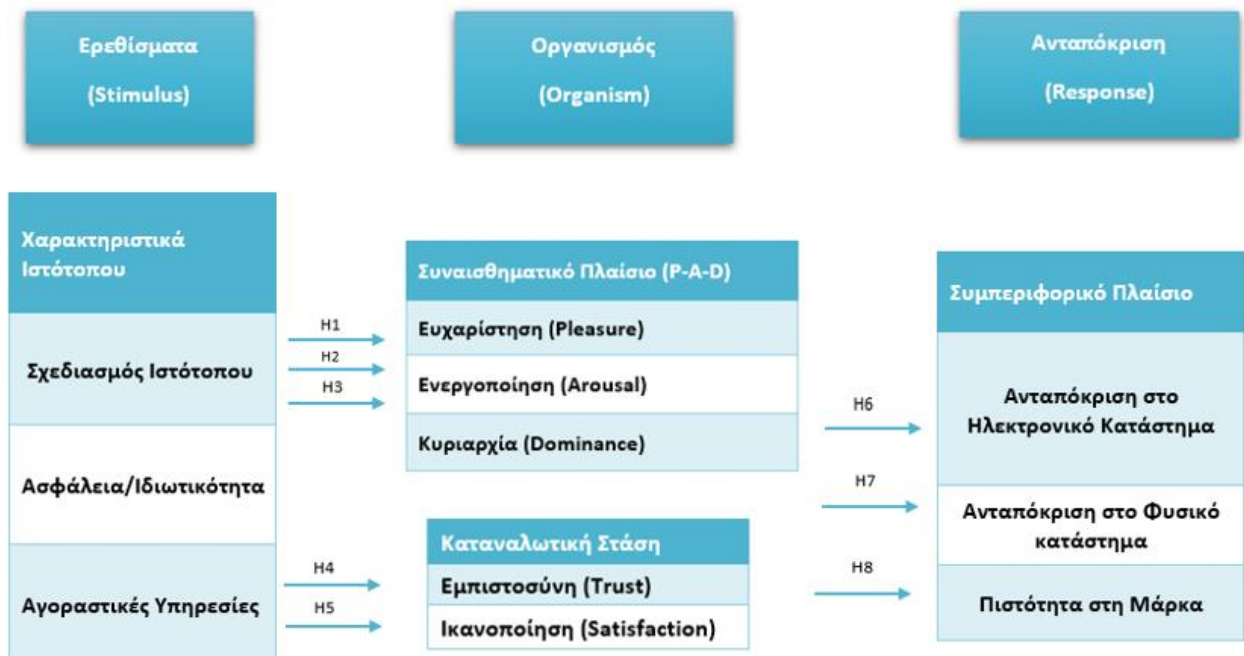 Ερεθίσματα
(Stimulus)
Οργανισμός
(Organism)
Ανταπόκριση
(Response)
Χαρακτηριστικά
Ιστότοπου
Σχεδιασμός Ιστότοπου
Ασφάλεια/Ιδιωτικότητα
Αγοραστικές Υπηρεσίες
H1
H2
H3
H4
H5
Συναισθηματικό Πλαίσιο (P-A-D)
Ευχαρίστηση (Pleasure)
Ενεργοποίηση (Arousal)
Κυριαρχία (Dominance)
Καταναλωτική Στάση
Εμπιστοσύνη (Trust)
Ικανοποίηση (Satisfaction)
H6
H7
H8
Συμπεριφορικό Πλαίσιο
Ανταπόκριση στο
Ηλεκτρονικό Κατάστημα
Ανταπόκριση στο Φυσικό
κατάστημα
Πιστότητα στη Μάρκα